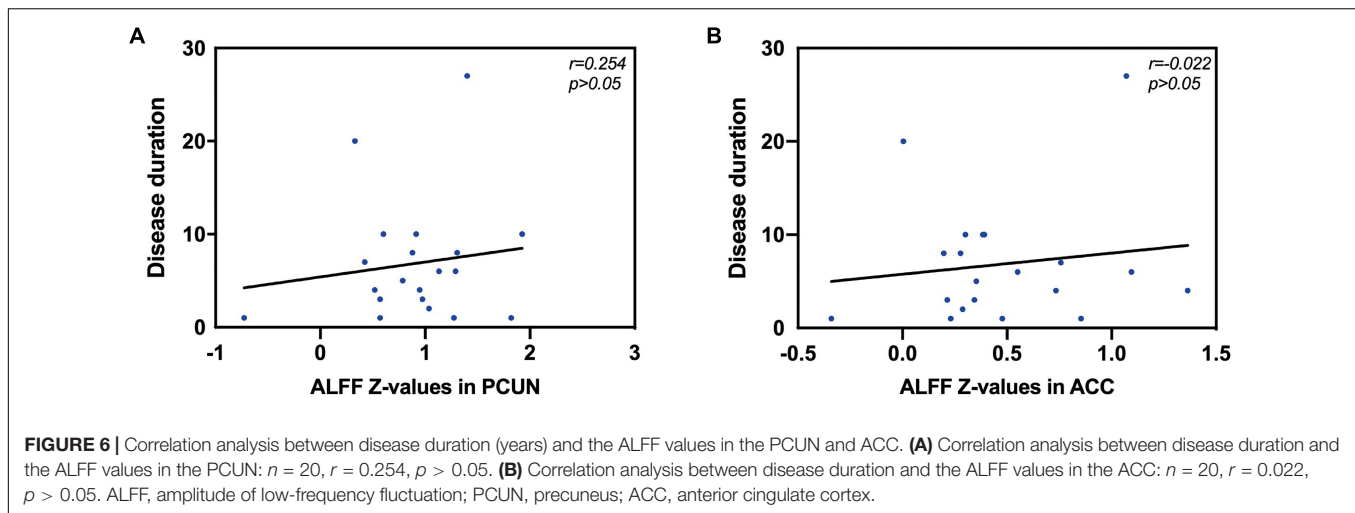 A
30
20
10
0
-1
0
1
2
3
Disease duration
ALFF Z-values in PCUN
r=0.254
p>0.05
B
30
20
10
0
-0.5
0.0
0.5
1.0
1.5
Disease duration
ALFF Z-values in ACC
r=-0.022
p>0.05
FIGURE 6 | Correlation analysis between disease duration (years) and the ALFF values in the PCUN and ACC. (A) Correlation analysis between disease duration and
the ALFF values in the PCUN: n = 20, r = 0.254, p > 0.05. (B) Correlation analysis between disease duration and the ALFF values in the ACC: n = 20, r = 0.022,
p > 0.05. ALFF, amplitude of low-frequency fluctuation; PCUN, precuneus; ACC, anterior cingulate cortex.